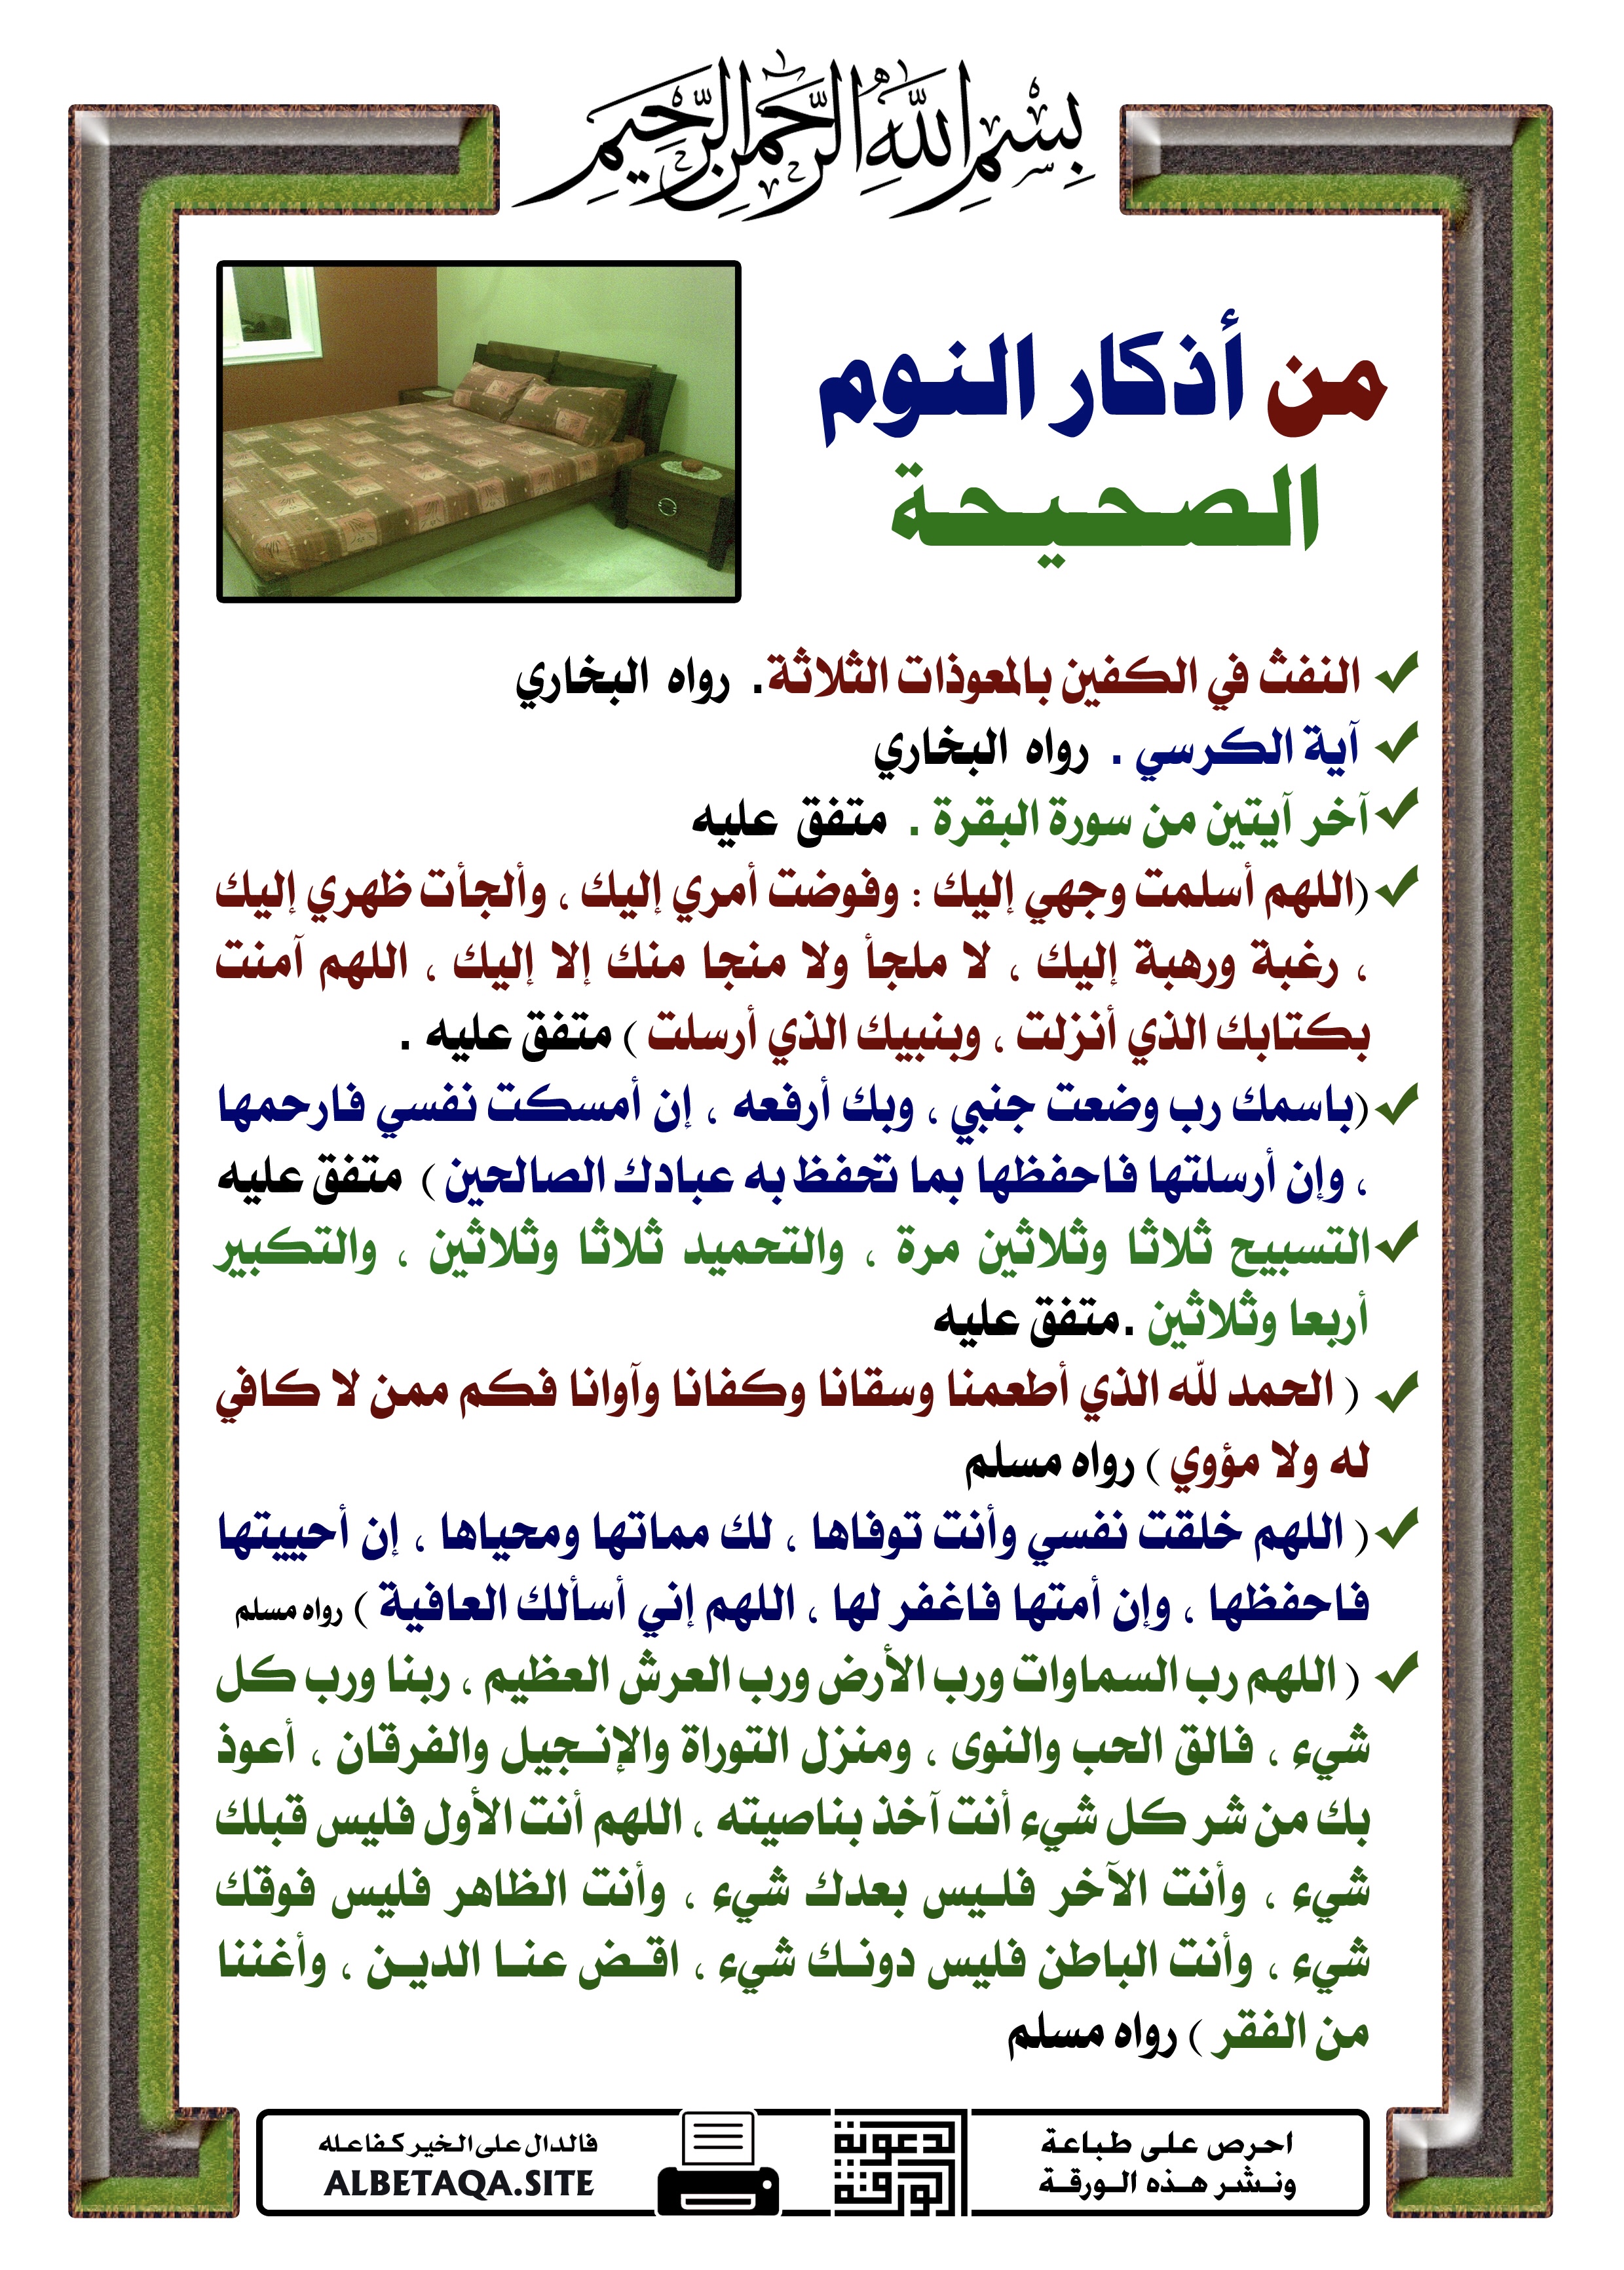 بِسْمِ اللَّهِ الرَّحْمَنِ الرَّحِيمِ
من أذكار النوم
الصحيحة
النفث في الكفين بالمعوذات الثلاثة. رواه البخاري
آية الكرسي . رواه البخاري
آخر آيتين من سورة البقرة . متفق عليه
(اللهم أسلمت وجهي إليك : وفوضت أمري إليك ، وألجأت ظهري إليك
، رغبة ورهبة إليك ، لا ملجأ ولا منجا منك إلا إليك ، اللهم آمنت
بكتابك الذي أنزلت ، وبنبيك الذي أرسلت ) متفق عليه .
(باسمك رب وضعت جنبي ، وبك أرفعه ، إن أمسكت نفسي فارحمها
، وإن أرسلتها فاحفظها بما تحفظ به عبادك الصالحين ) متفق عليه
التسبيح ثلاثا وثلاثين مرة ، والتحميد ثلاثا وثلاثين ، والتكبير
أربعا وثلاثين .متفق عليه
( الحمد لله الذي أطعمنا وسقانا وكفانا وآوانا فكم ممن لا كافي
له ولا مؤوي ) رواه مسلم
( اللهم خلقت نفسي وأنت توفاها ، لك مماتها ومحياها ، إن أحييتها
فاحفظها ، وإن أمتها فاغفر لها ، اللهم إني أسألك العافية ) رواه مسلم
( اللهم رب السماوات ورب الأرض ورب العرش العظيم ، ربنا ورب كل
شيء ، فالق الحب والنوى ، ومنزل التوراة والإنجيل والفرقان ، أعوذ
بك من شر كل شيء أنت آخذ بناصيته ، اللهم أنت الأول فليس قبلك
شيء ، وأنت الآخر فليس بعدك شيء ، وأنت الظاهر فليس فوقك
شيء ، وأنت الباطن فليس دونك شيء ، اقض عنا الدين ، وأغننا
من الفقر ) رواه مسلم
احرص على طباعة
ونشر هذه الورقة
الدعوية
الورقة
فالدال على الخير كفاعله
ALBETAQA.SITE